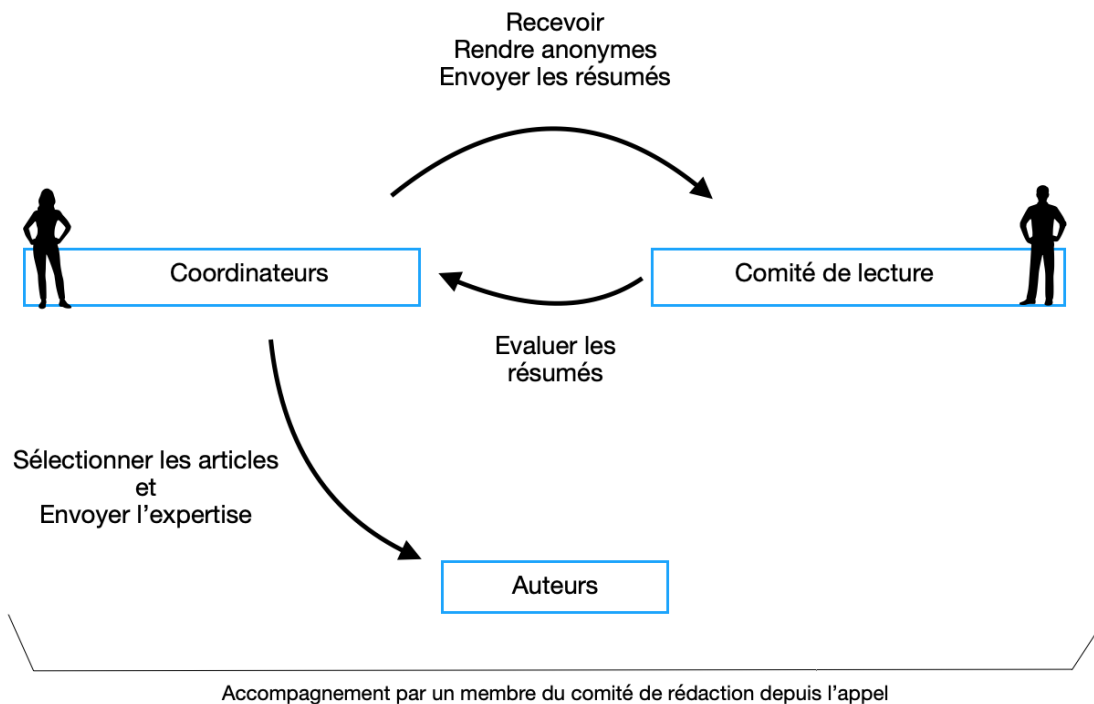 Recevoir
Rendre anonymes
Envoyer les résumés
Coordinateurs
Comité de lecture
Evaluer les
résumés
Sélectionner les articles
et
Envoyer l’expertise
Auteurs
Accompagnement par un membre du comité de rédaction depuis l’appel